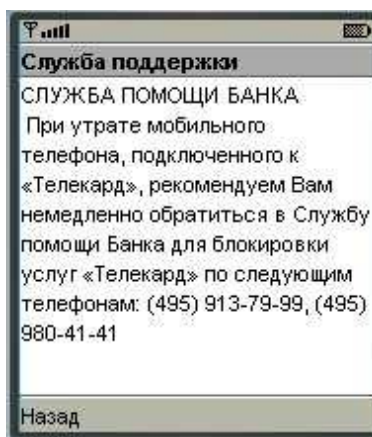 Служба поддержки
СЛУЖБА ПОМОЩИ БАНКА
При утрате мобильного
телефона, подключенного к
«Телекард», рекомендуем Вам
немедленно обратиться в Службу
помощи Банка для блокировки
услуг «Телекард» по следующим
телефонам: (495) 913-79-99, (495)
980-41-41
Назад